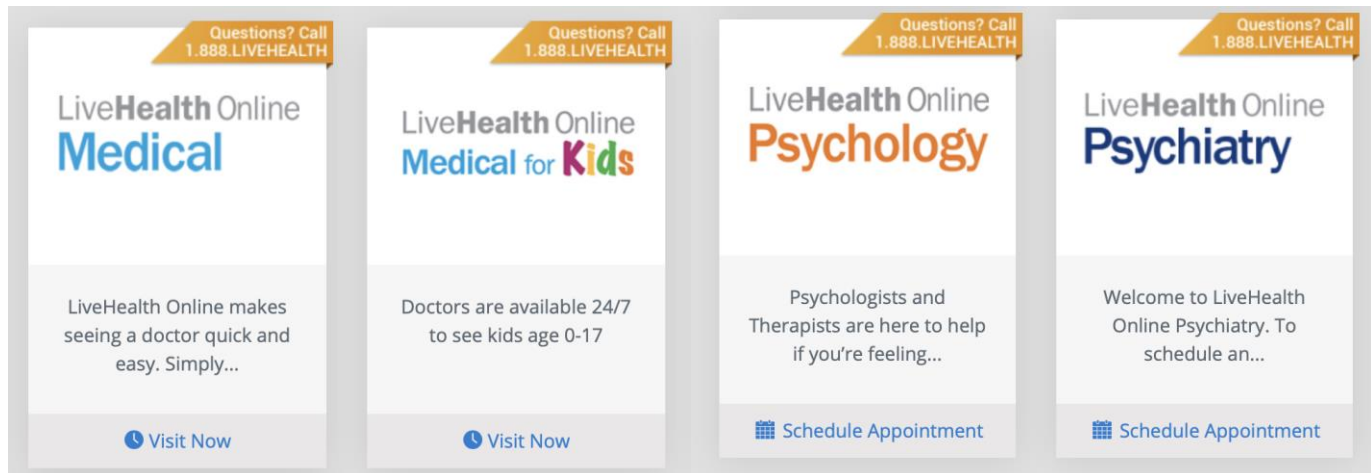 Questions? Call
1.888.LIVEHEALTH
LiveHealth Online
Medical
LiveHealth Online makes
seeing a doctor quick and
easy. Simply...
Visit Now
Questions? Call
1.888.LIVEHEALTH
LiveHealth Online
Medical for Kids
Doctors are available 24/7
to see kids age 0-17
Visit Now
Questions? Call
1.888.LIVEHEALTH
LiveHealth Online
Psychology
Psychologists and
Therapists are here to help
if you’re feeling...
Schedule Appointment
Questions? Call
1.888.LIVEHEALTH
LiveHealth Online
Psychiatry
Welcome to LiveHealth
Online Psychiatry. To
schedule an...
Schedule Appointment